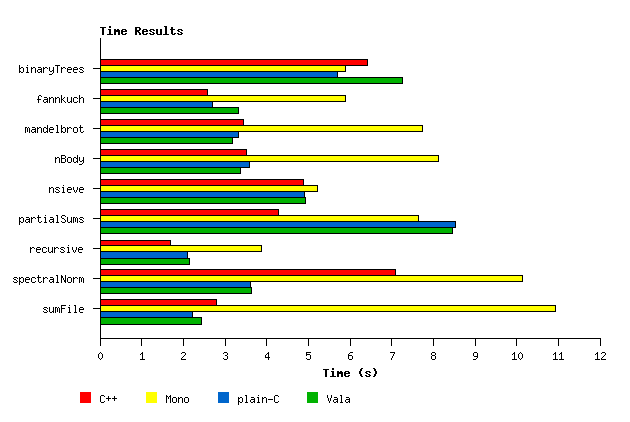 Time Results
binaryTrees
fannkuch
mandelbrot
nBody
nsieve
partialSums
recursive
spectralNorm
sumFile
0 1 2 3 4 5 6 7 8 9 10 11 12
Time (s)
C++ Mono plain-C Vala